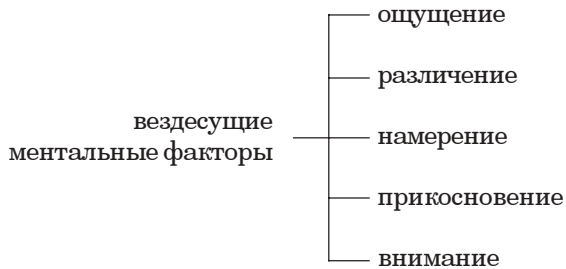 вездесущие
ментальные факторы
ощущение
различение
намерение
прикосновение
внимание